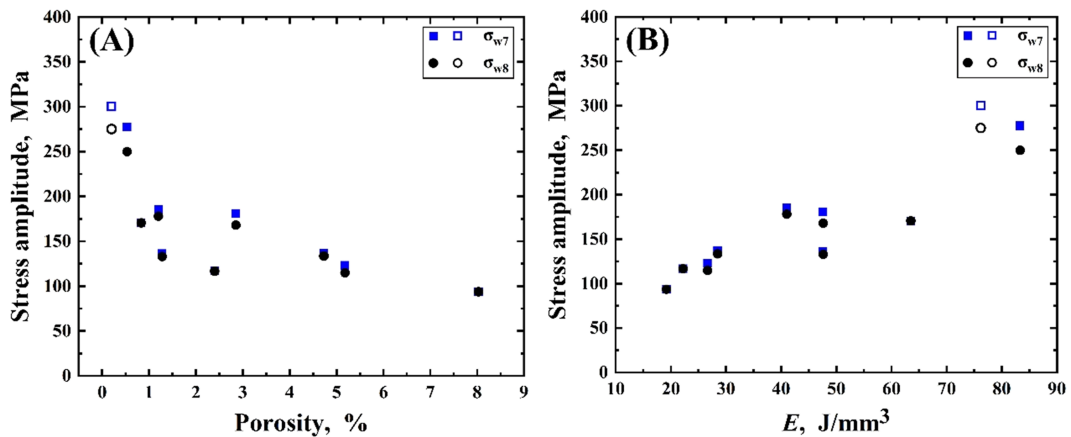 (A)
σw7
σw8
400
350
300
250
200
150
100
50
0
Stress amplitude, MPa
0 1 2 3 4 5 6 7 8 9
Porosity, %
(B)
σw7
σw8
400
350
300
250
200
150
100
50
0
Stress amplitude, MPa
10 20 30 40 50 60 70 80 90
E, J/mm³